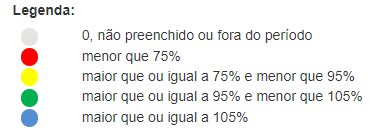 Legenda:
0, não preenchido ou fora do período
menor que 75%
maior que ou igual a 75% e menor que 95%
maior que ou igual a 95% e menor que 105%
maior que ou igual a 105%